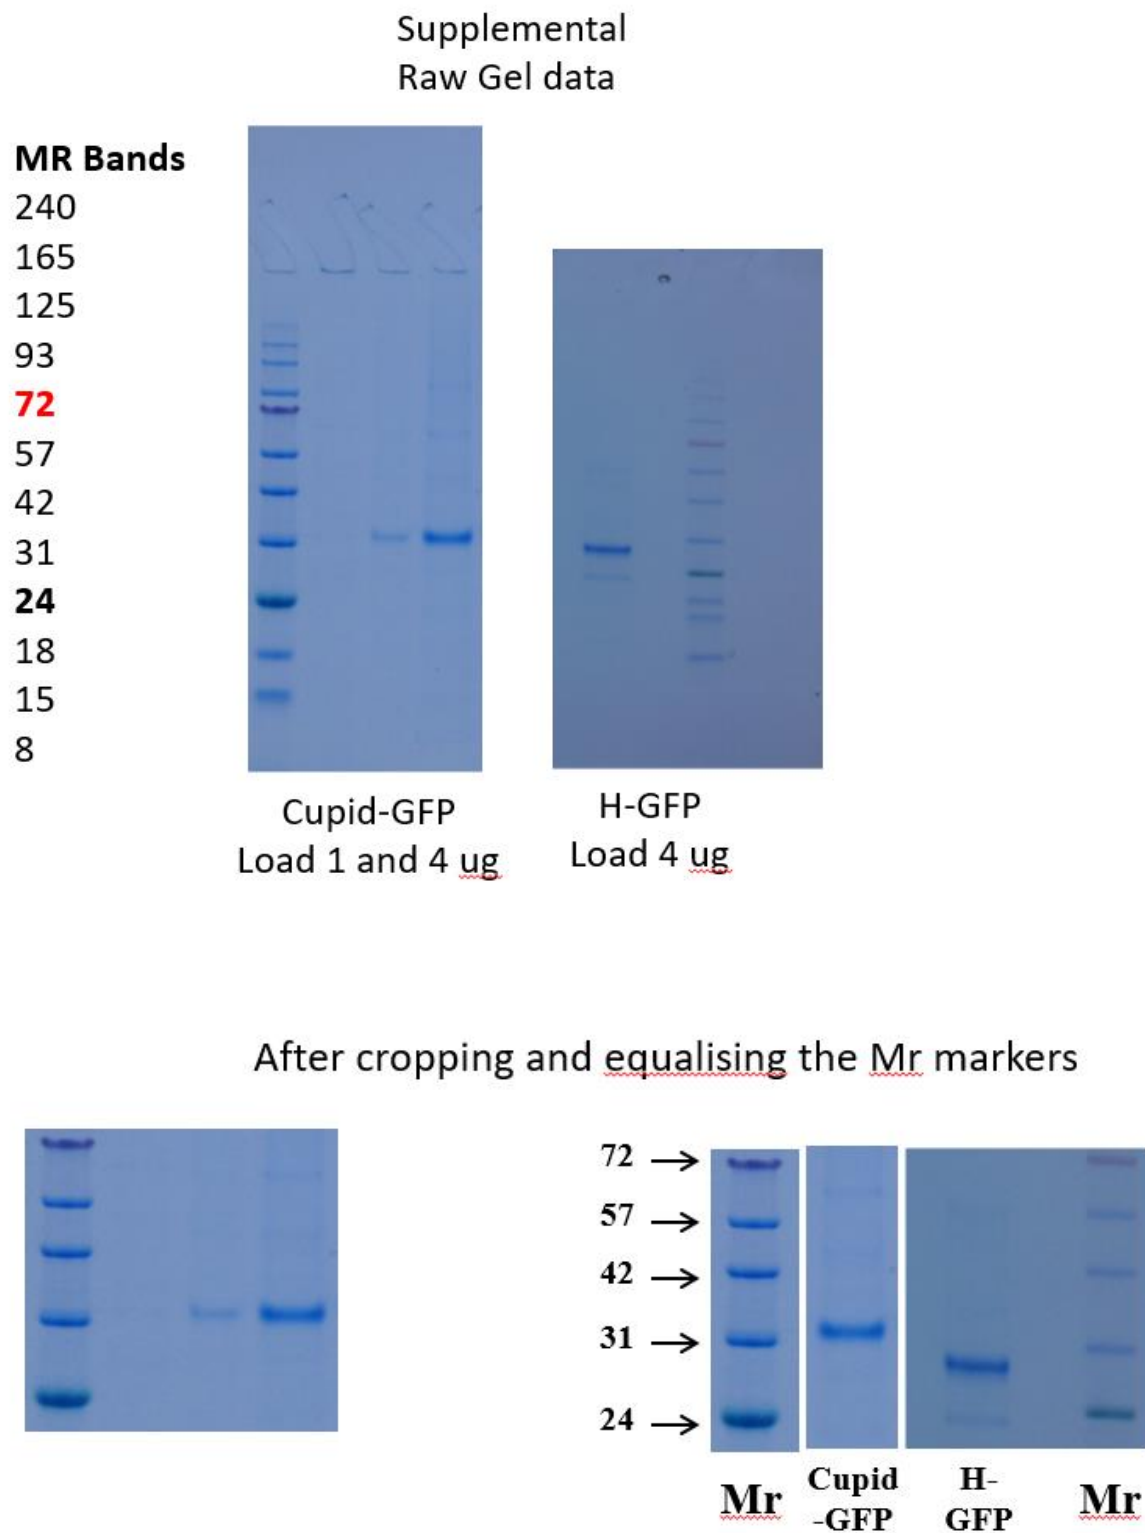 Supplemental
Raw Gel data
MR Bands
240
165
125
93
72
57
42
31
24
18
15
8
Cupid-GFP
Load 1 and 4 ug
H-GFP
Load 4 ug
After cropping and equalising the Mr markers
72
57
42
31
24
Mr
Cupid
-GFP
H-
GFP
Mr